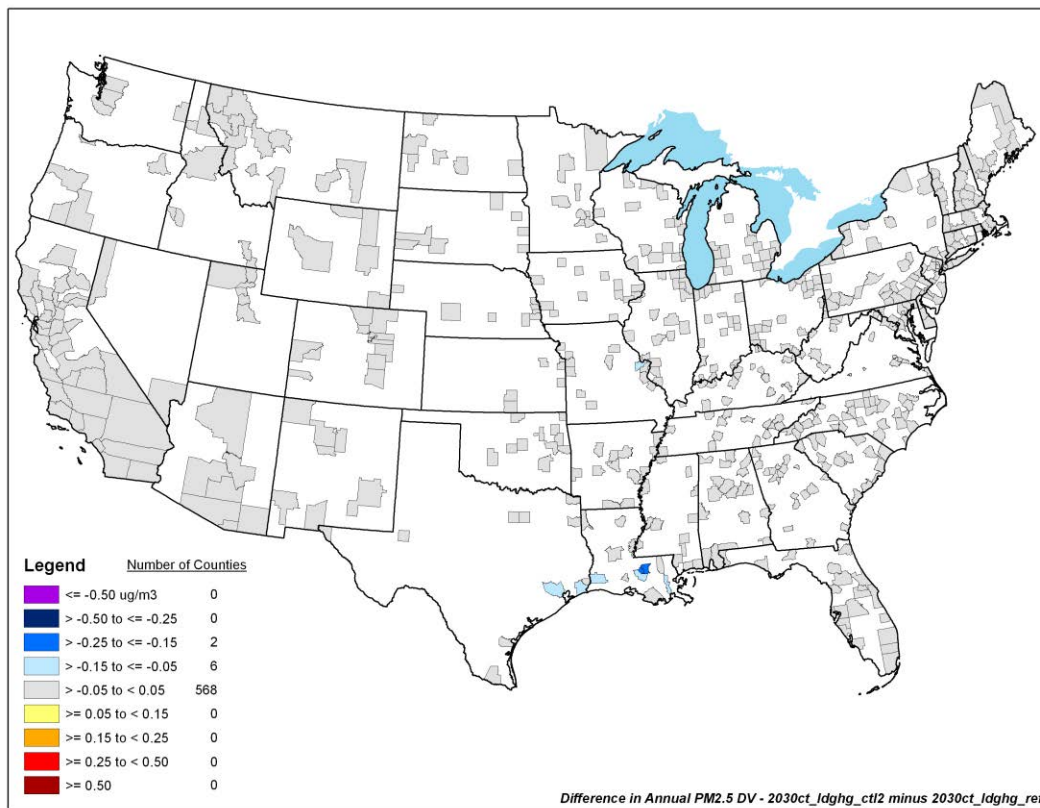 Legend Number of Counties
<= -0.50 ug/m3 0
> -0.50 to <= -0.25 0
> -0.25 to <= -0.15 2
> -0.15 to <= -0.05 6
> -0.05 to < 0.05 568
>= 0.05 to < 0.15 0
>= 0.15 to < 0.25 0
>= 0.25 to < 0.50 0
>= 0.50 0
Difference in Annual PM2.5 DV - 2030ct_ldghg_ctl2 minus 2030ct_ldghg_ref